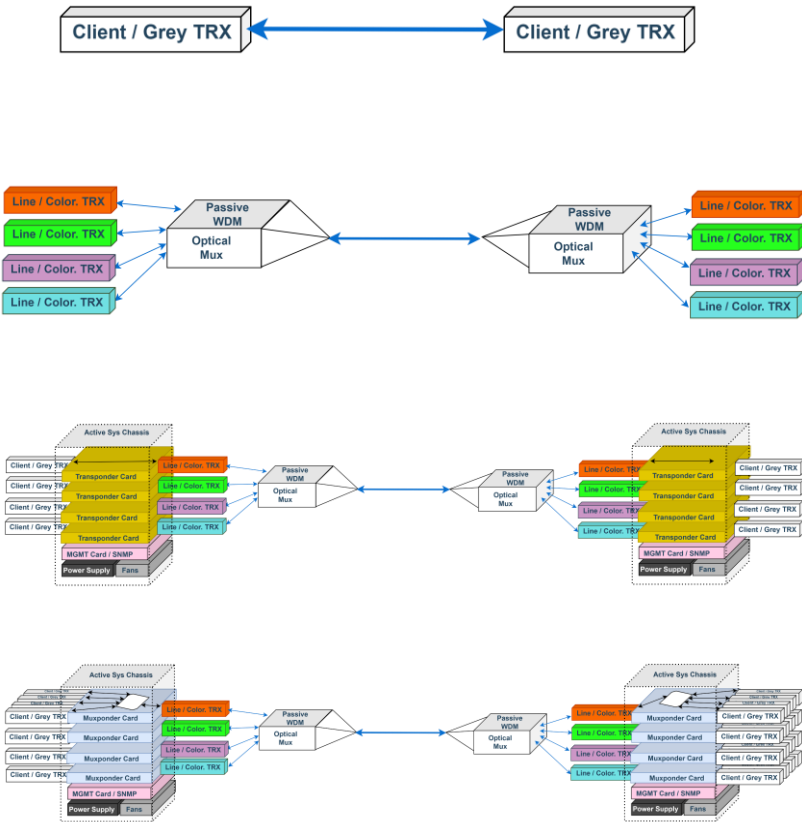 Client / Grey TRX
Client / Grey TRX
Line / Color. TRX
Line / Color. TRX
Line / Color. TRX
Line / Color. TRX
Passive
WDM
Optical
Mux
Passive
WDM
Optical
Mux
Line / Color. TRX
Line / Color. TRX
Line / Color. TRX
Line / Color. TRX
Active Sys Chassis
Client / Grey TRX
Client / Grey TRX
Client / Grey TRX
Client / Grey TRX
Transponder Card
Transponder Card
Transponder Card
Transponder Card
MGMT Card / SNMP
Power Supply
Fans
Line / Color. TRX
Line / Color. TRX
Line / Color. TRX
Line / Color. TRX
Passive
WDM
Optical
Mux
Passive
WDM
Optical
Mux
Line / Color. TRX
Line / Color. TRX
Line / Color. TRX
Line / Color. TRX
Active Sys Chassis
Transponder Card
Transponder Card
Transponder Card
Transponder Card
MGMT Card / SNMP
Power Supply
Fans
Client / Grey TRX
Client / Grey TRX
Client / Grey TRX
Client / Grey TRX
Active Sys Chassis
Client / Grey TRX
Client / Grey TRX
Client / Grey TRX
Client / Grey TRX
Muxponder Card
Muxponder Card
Muxponder Card
Muxponder Card
MGMT Card / SNMP
Power Supply
Fans
Line / Color. TRX
Line / Color. TRX
Line / Color. TRX
Line / Color. TRX
Passive
WDM
Optical
Mux
Passive
WDM
Optical
Mux
Line / Color. TRX
Line / Color. TRX
Line / Color. TRX
Line / Color. TRX
Active Sys Chassis
Muxponder Card
Muxponder Card
Muxponder Card
Muxponder Card
MGMT Card / SNMP
Power Supply
Fans
Client / Grey TRX
Client / Grey TRX
Client / Grey TRX
Client / Grey TRX